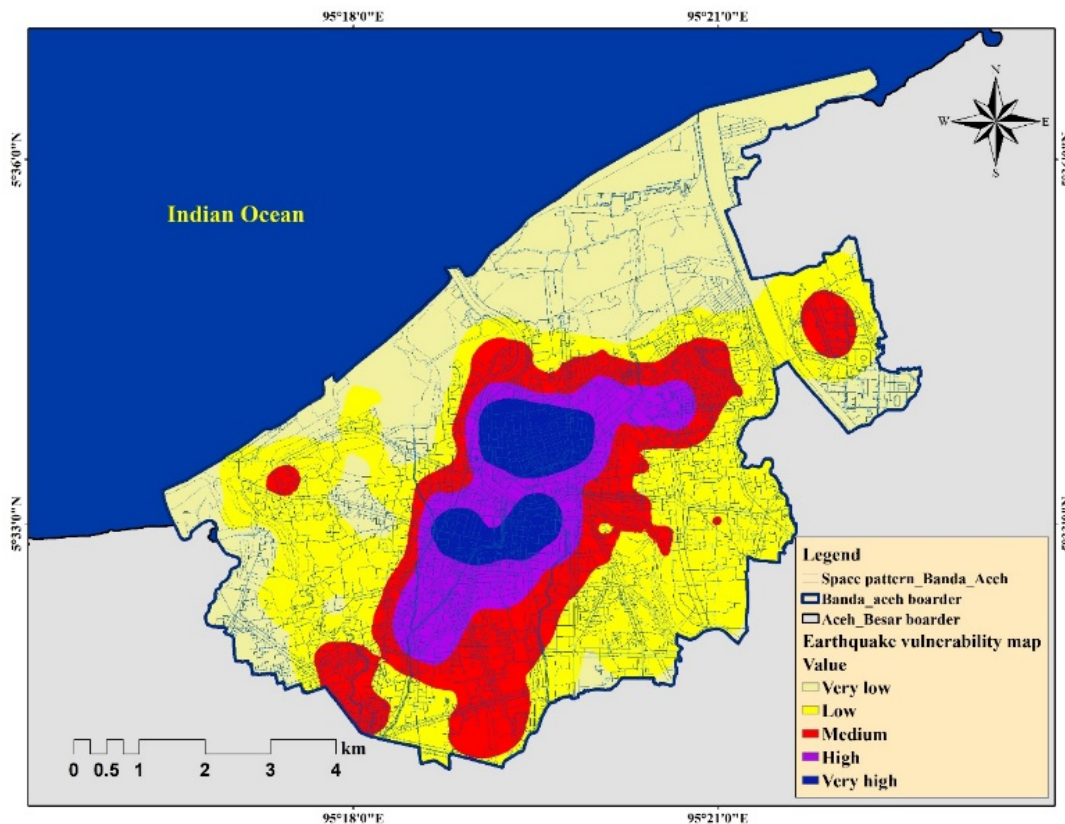 95°18'0"E 95°21'0"E
N
W E
S
5°36'0"N
Indian Ocean
5°33'0"N
Legend
Space pattern_Banda_Aceh
Banda_aceh boarder
Aceh_Besar boarder
Earthquake vulnerability map
Value
Very low
Low
Medium
High
Very high
km
0 0.5 1 2 3 4
95°18'0"E 95°21'0"E